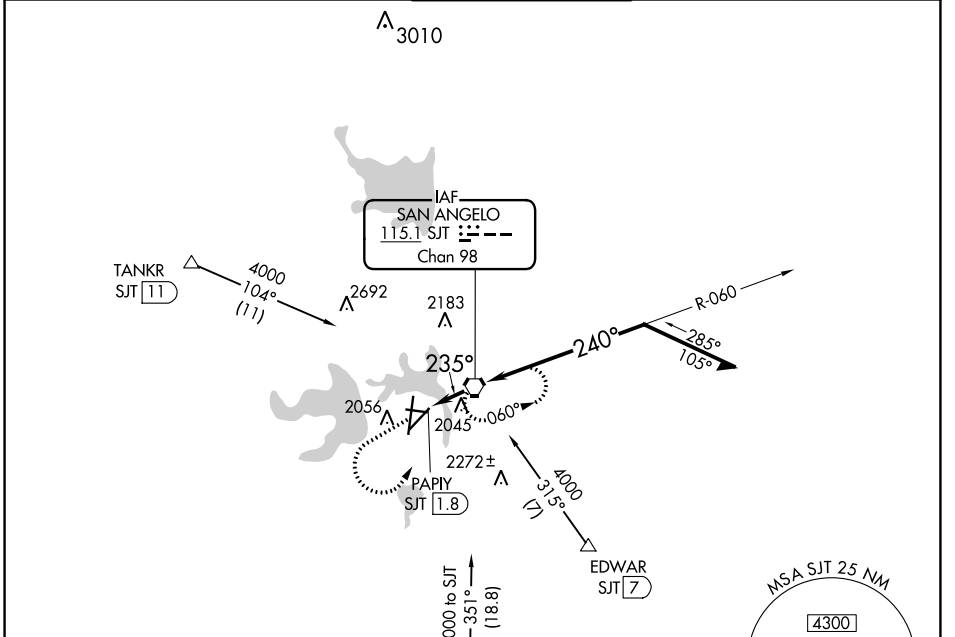 3010
IAF
SAN ANGELO
115.1 SJT
Chan 98
TANKR
SJT 11
4000
104°
(11)
2692
2183
R-060
285°
105°
240°
235°
2056
2045
060°
2272±
PAPIY
SJT 1.8
4000
315°
(7)
EDWAR
SJT 7
000 to SJT
351°
(18.8)
MSA SJT 25 NM
4300